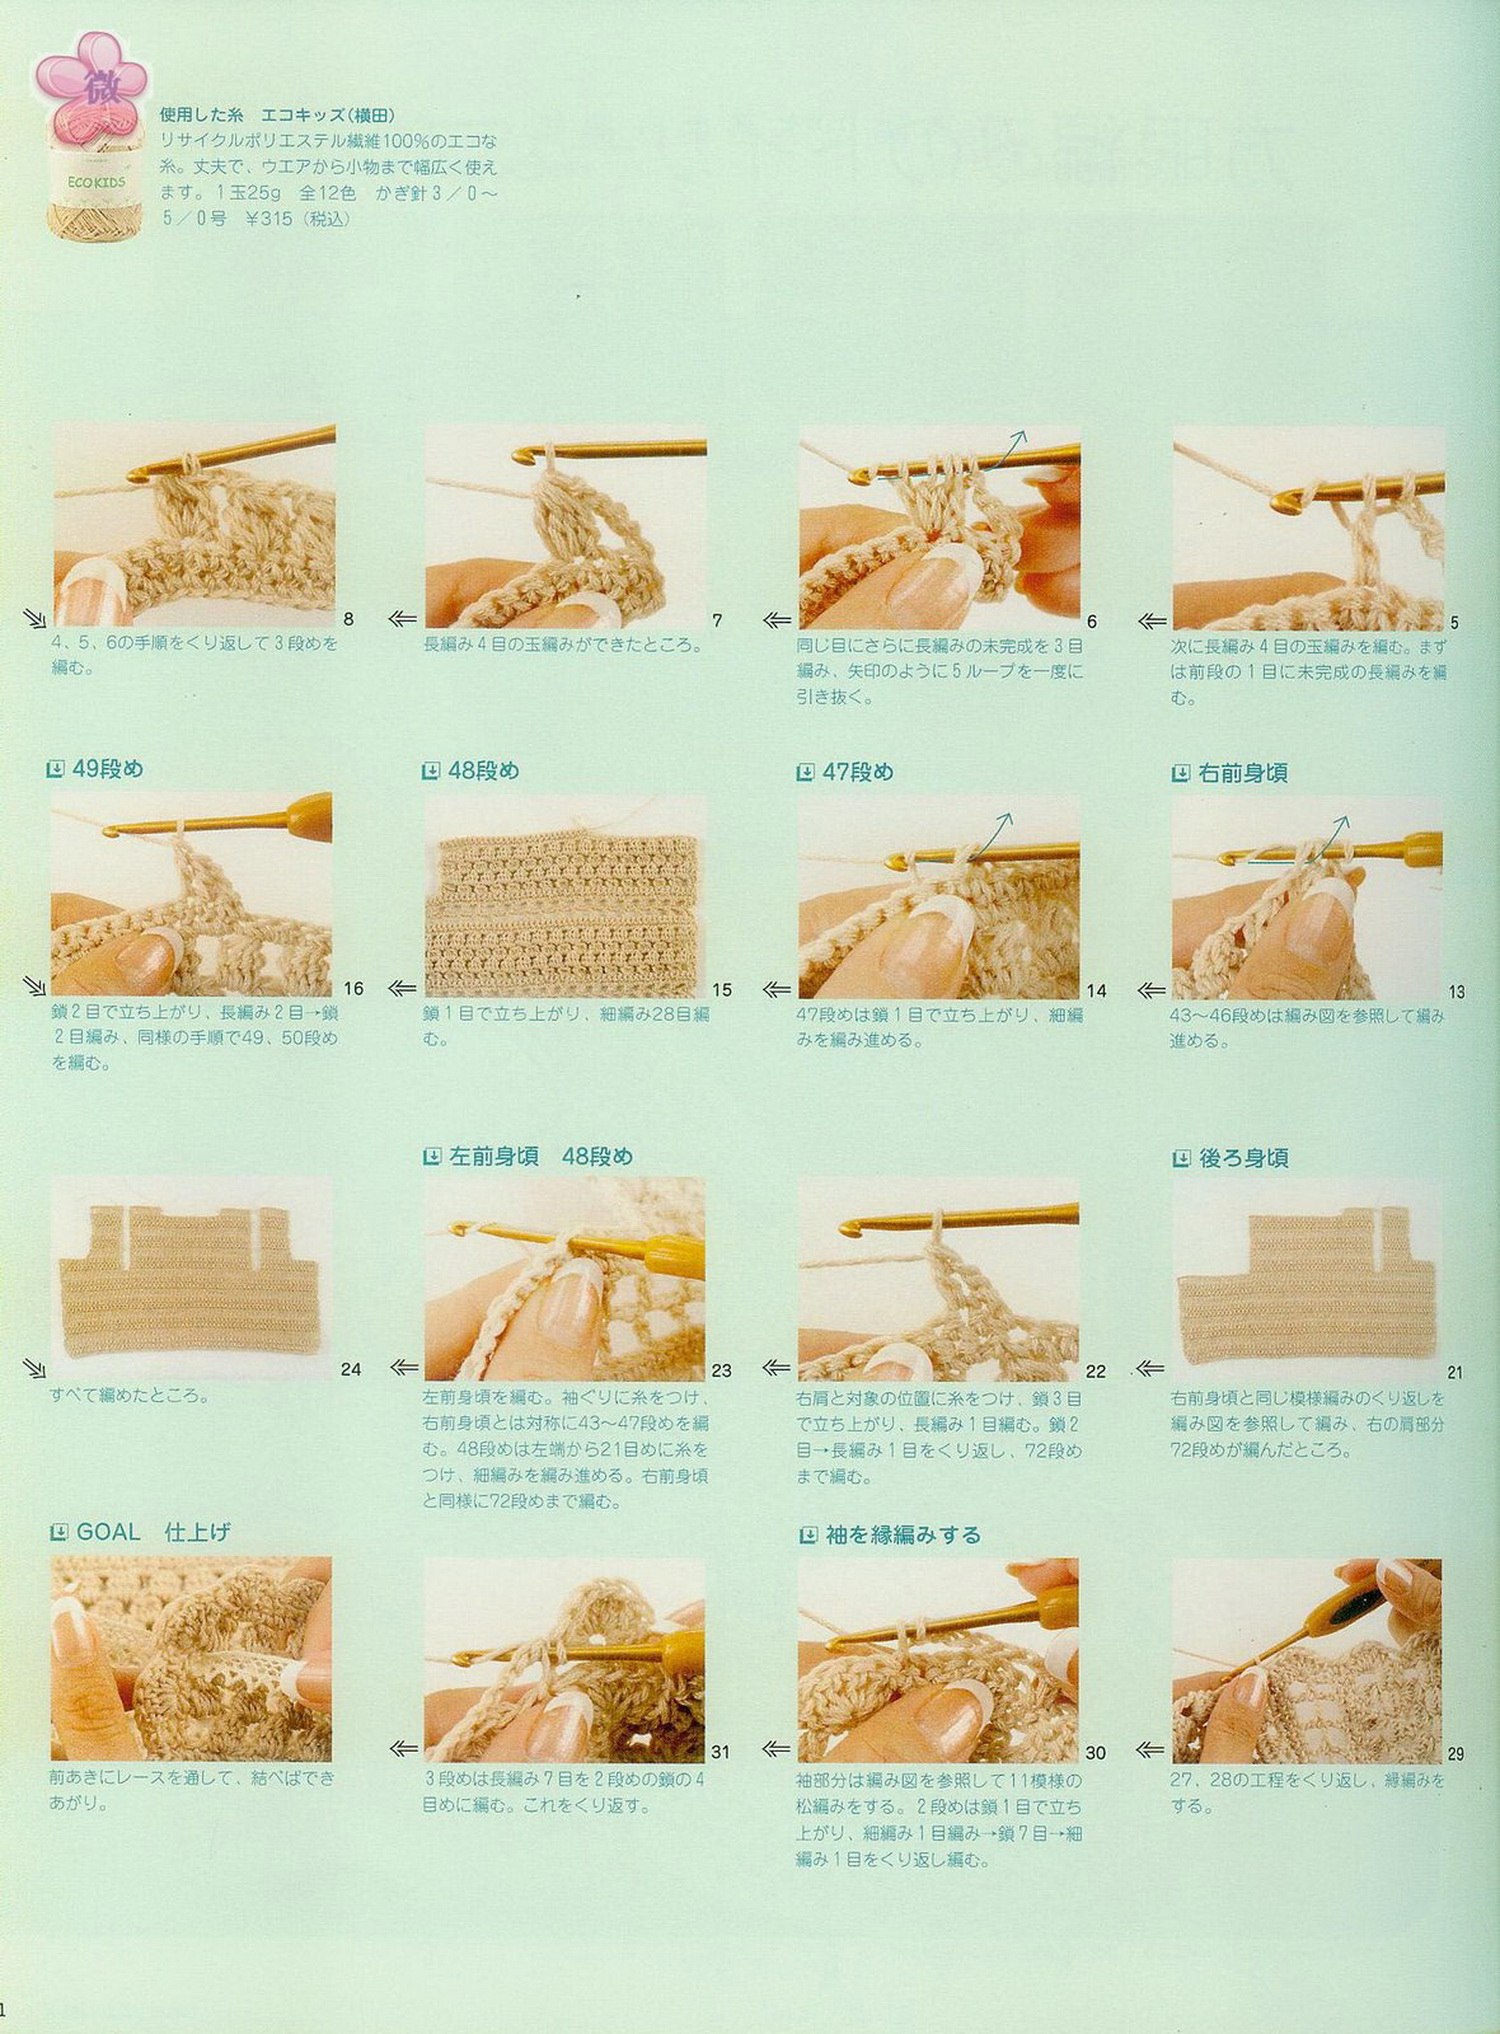 微
ECO KIDS
使用した糸　エコキッズ(横田)
リサイクルポリエステル繊維100%のエコな
糸。丈夫で、ウエアから小物まで幅広く使え
ます。1玉25g　全12色　かぎ針3／0〜
5／0号　￥315（税込）
5
次に長編み4目の玉編みを編む。まず
は前段の1目に未完成の長編みを編
む。
6
同じ目にさらに長編みの未完成を3目
編み、矢印のように5ループを一度に
引き抜く。
7
長編み4目の玉編みができたところ。
8
4、5、6の手順をくり返して3段めを
編む。
右前身頃
13
43〜46段めは編み図を参照して編み
進める。
47段め
14
47段めは鎖1目で立ち上がり、細編
みを編み進める。
48段め
15
鎖1目で立ち上がり、細編み28目編
む。
49段め
16
鎖2目で立ち上がり、長編み2目→鎖
2目編み、同様の手順で49、50段め
を編む。
後ろ身頃
21
右前身頃と同じ模様編みのくり返しを
編み図を参照して編み、右の肩部分
72段めが編んだところ。
22
右肩と対象の位置に糸をつけ、鎖3目
で立ち上がり、長編み1目編む。鎖2
目→長編み1目をくり返し、72段め
まで編む。
左前身頃　48段め
23
左前身頃を編む。袖ぐりに糸をつけ、
右前身頃とは対称に43〜47段めを編
む。48段めは左端から21目めに糸を
つけ、細編みを編み進める。右前身頃
と同様に72段めまで編む。
24
すべて編めたところ。
29
27、28の工程をくり返し、縁編みを
する。
袖を縁編みする
30
袖部分は編み図を参照して11模様の
松編みをする。2段めは鎖1目で立ち
上がり、細編み1目編み→鎖7目→細
編み1目をくり返し編む。
31
3段めは長編み7目を2段めの鎖の4
目めに編む。これをくり返す。
GOAL　仕上げ
前あきにレースを通して、結べばでき
あがり。
1